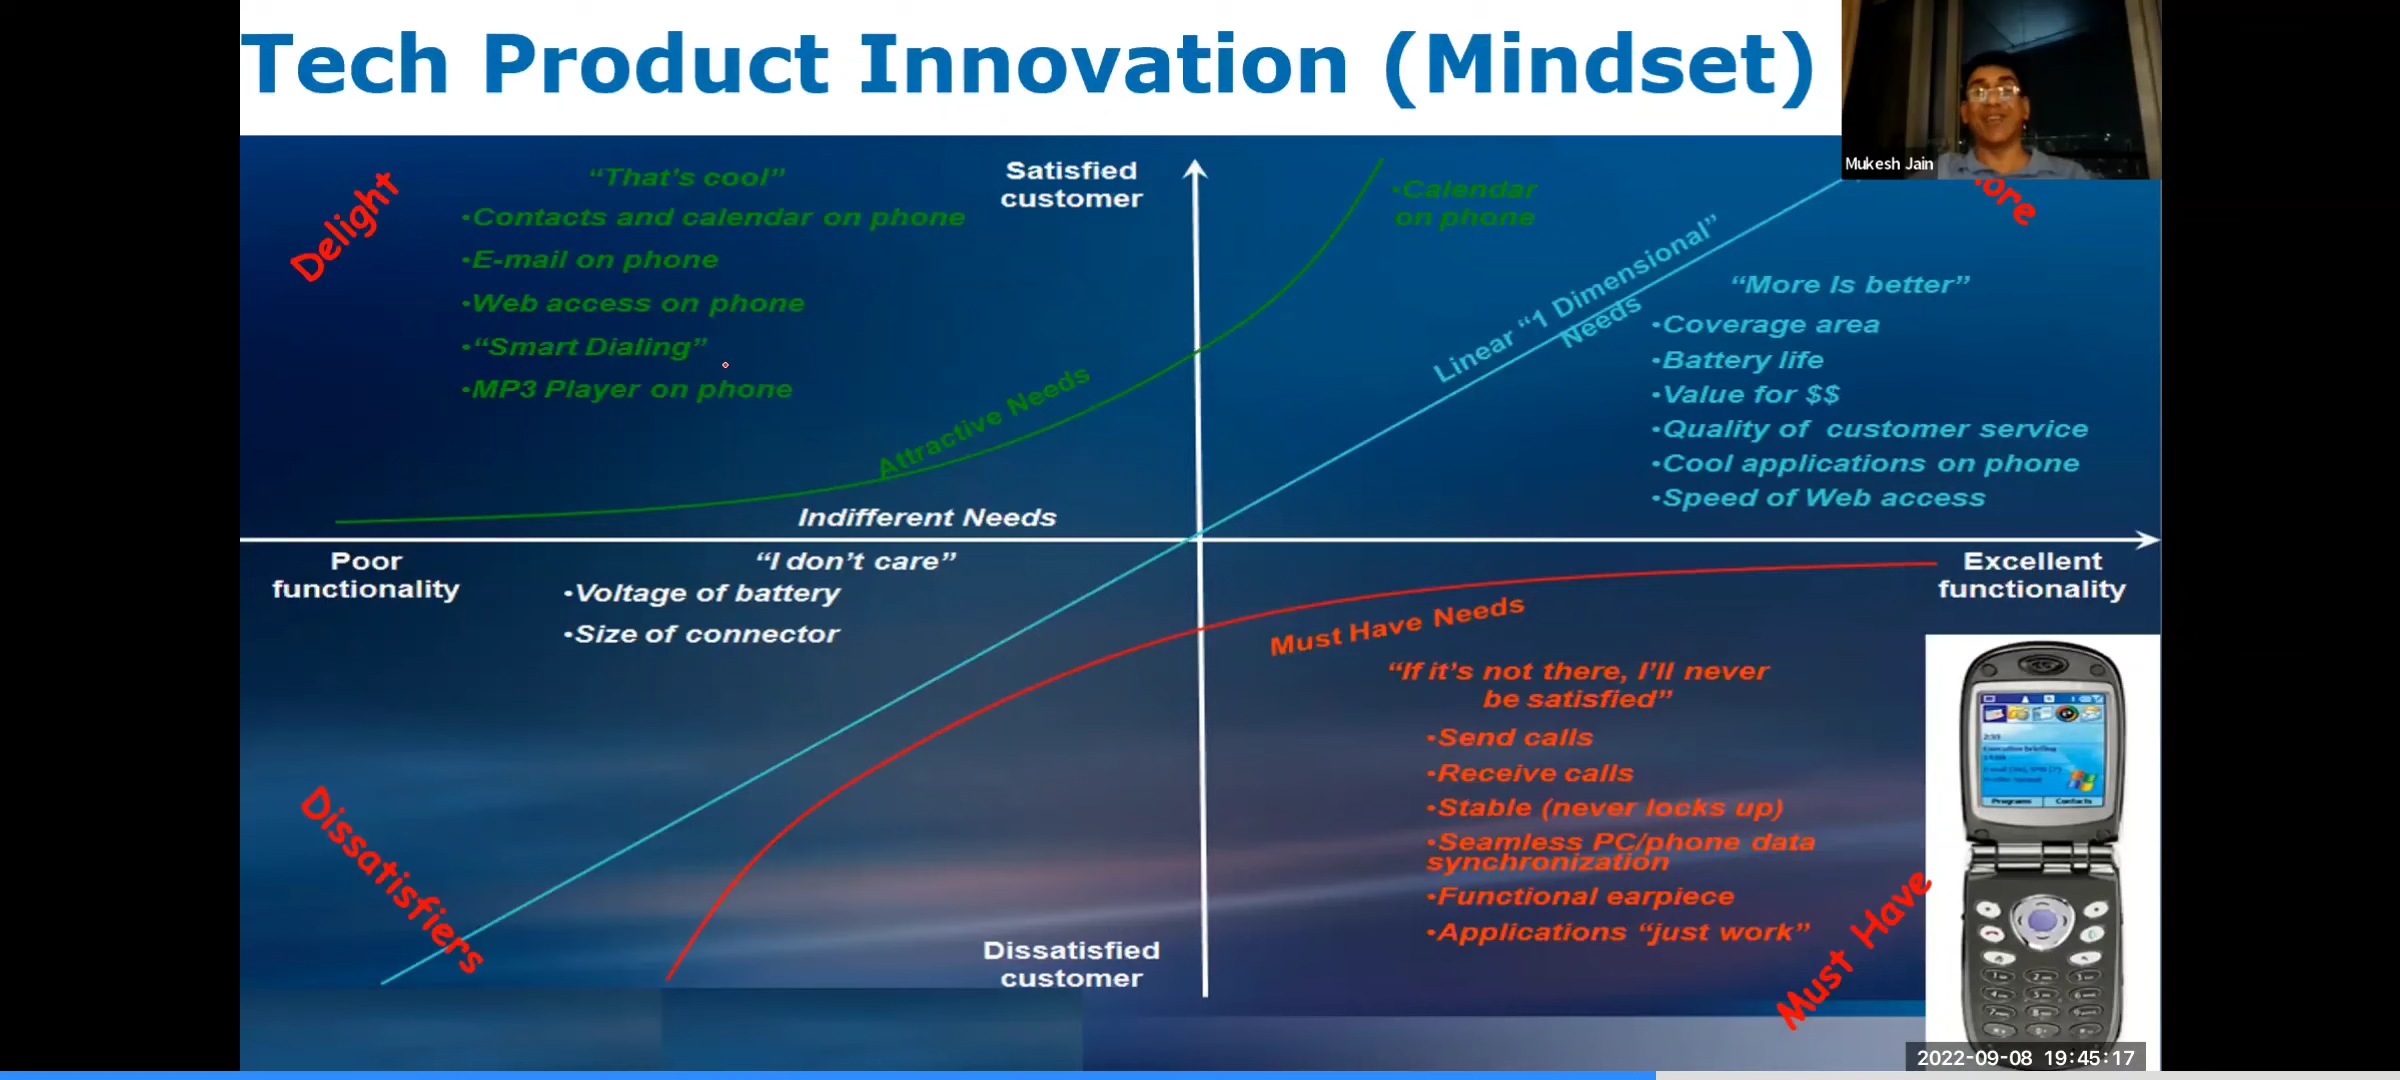 Tech Product Innovation (Mindset)
Mukesh Jain
Delight
“That’s cool”
•Contacts and calendar on phone
•E-mail on phone
•Web access on phone
•“Smart Dialing”
•MP3 Player on phone
Satisfied
customer
•Calendar
on phone
Attractive Needs
Linear “1 Dimensional”
Needs
“More Is better”
•Coverage area
•Battery life
•Value for $$
•Quality of customer service
•Cool applications on phone
•Speed of Web access
Indifferent Needs
Poor
functionality
“I don’t care”
•Voltage of battery
•Size of connector
Excellent
functionality
Must Have Needs
“If it’s not there, I’ll never
be satisfied”
•Send calls
•Receive calls
•Stable (never locks up)
•Seamless PC/phone data
synchronization
•Functional earpiece
•Applications “just work”
Dissatisfiers
Dissatisfied
customer
Must Have
Programs Contacts
2022-09-08 19:45:17